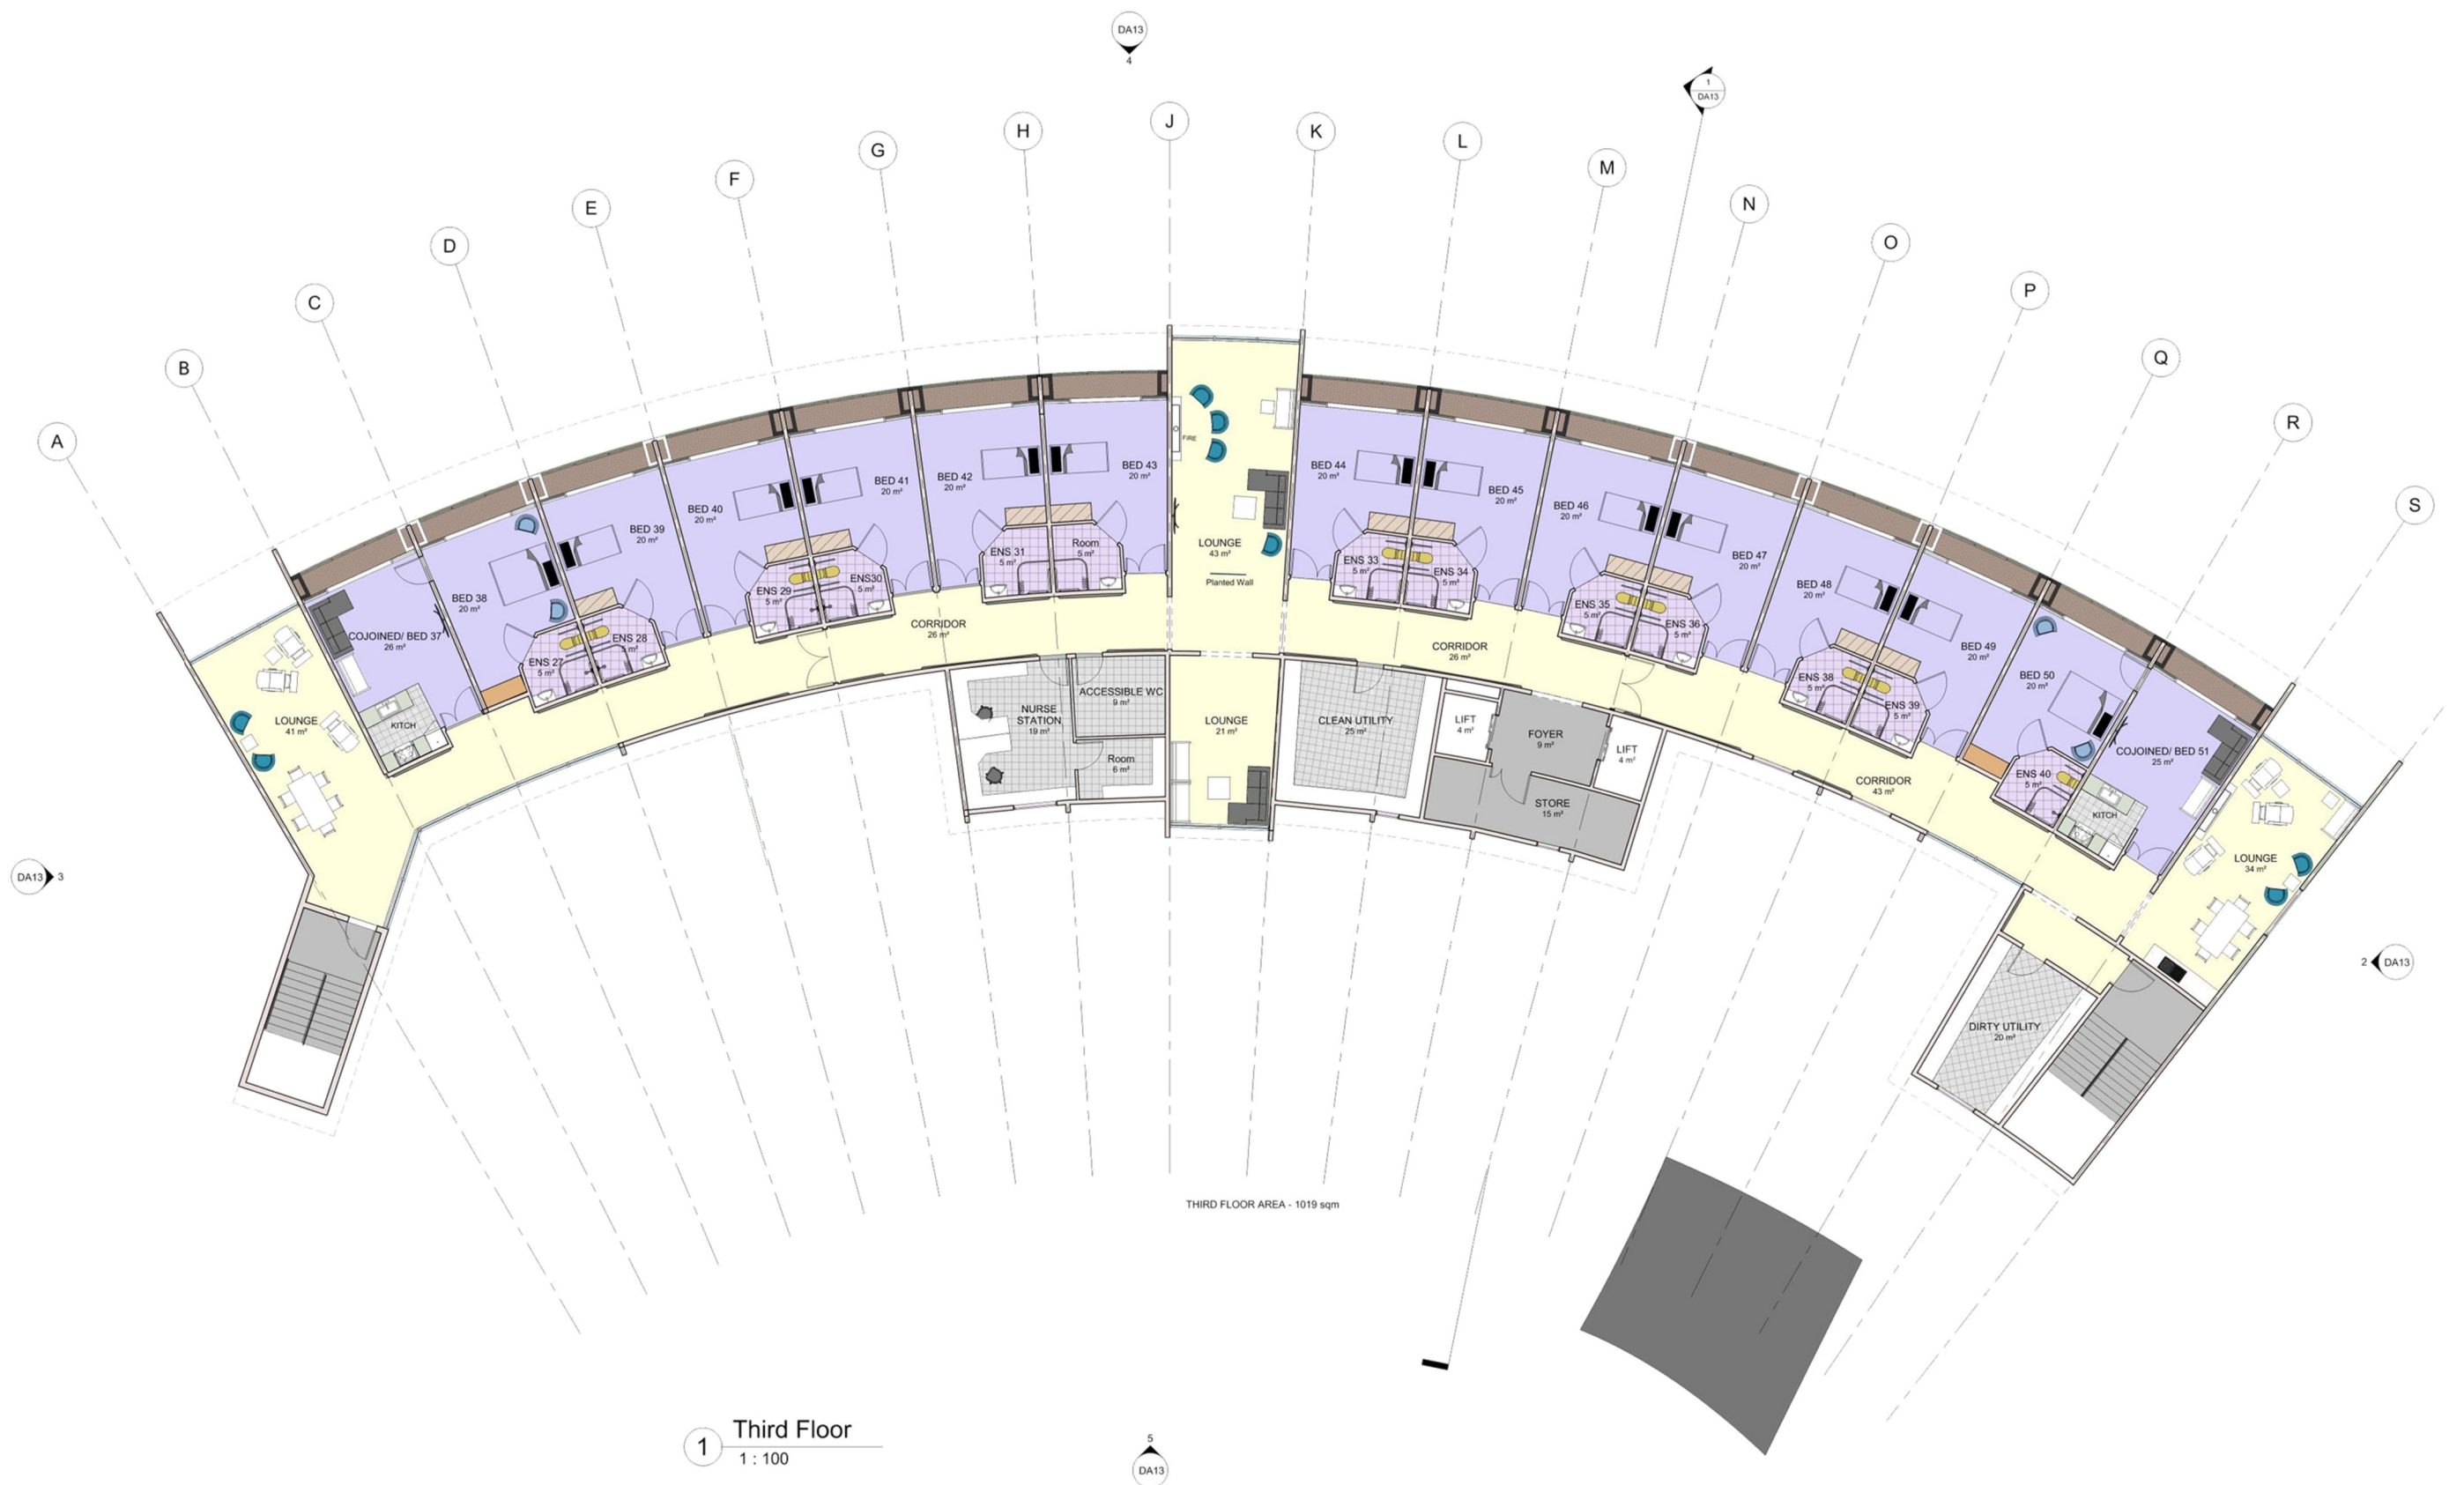 DA13
4
1
DA13
A
B
C
D
E
F
G
H
J
K
L
M
N
O
P
Q
R
S
LOUNGE
41 m²
COJOINED/ BED 37
26 m²
KITCH
BED 38
20 m²
ENS 27
5 m²
ENS 28
5 m²
BED 39
20 m²
BED 40
20 m²
ENS 29
5 m²
ENS30
5 m²
BED 41
20 m²
BED 42
20 m²
ENS 31
5 m²
Room
5 m²
BED 43
20 m²
CORRIDOR
26 m²
FIRE
LOUNGE
43 m²
Planted Wall
BED 44
20 m²
ENS 33
5 m²
ENS 34
5 m²
BED 45
20 m²
BED 46
20 m²
ENS 35
5 m²
ENS 36
5 m²
BED 47
20 m²
BED 48
20 m²
ENS 38
5 m²
ENS 39
5 m²
BED 49
20 m²
BED 50
20 m²
ENS 40
5 m²
COJOINED/ BED 51
25 m²
KITCH
LOUNGE
34 m²
CORRIDOR
26 m²
CORRIDOR
43 m²
NURSE
STATION
19 m²
ACCESSIBLE WC
9 m²
Room
6 m²
LOUNGE
21 m²
CLEAN UTILITY
25 m²
LIFT
4 m²
FOYER
9 m²
LIFT
4 m²
STORE
15 m²
DIRTY UTILITY
20 m²
DA13
3
2
DA13
THIRD FLOOR AREA - 1019 sqm
1
Third Floor
1 : 100
5
DA13